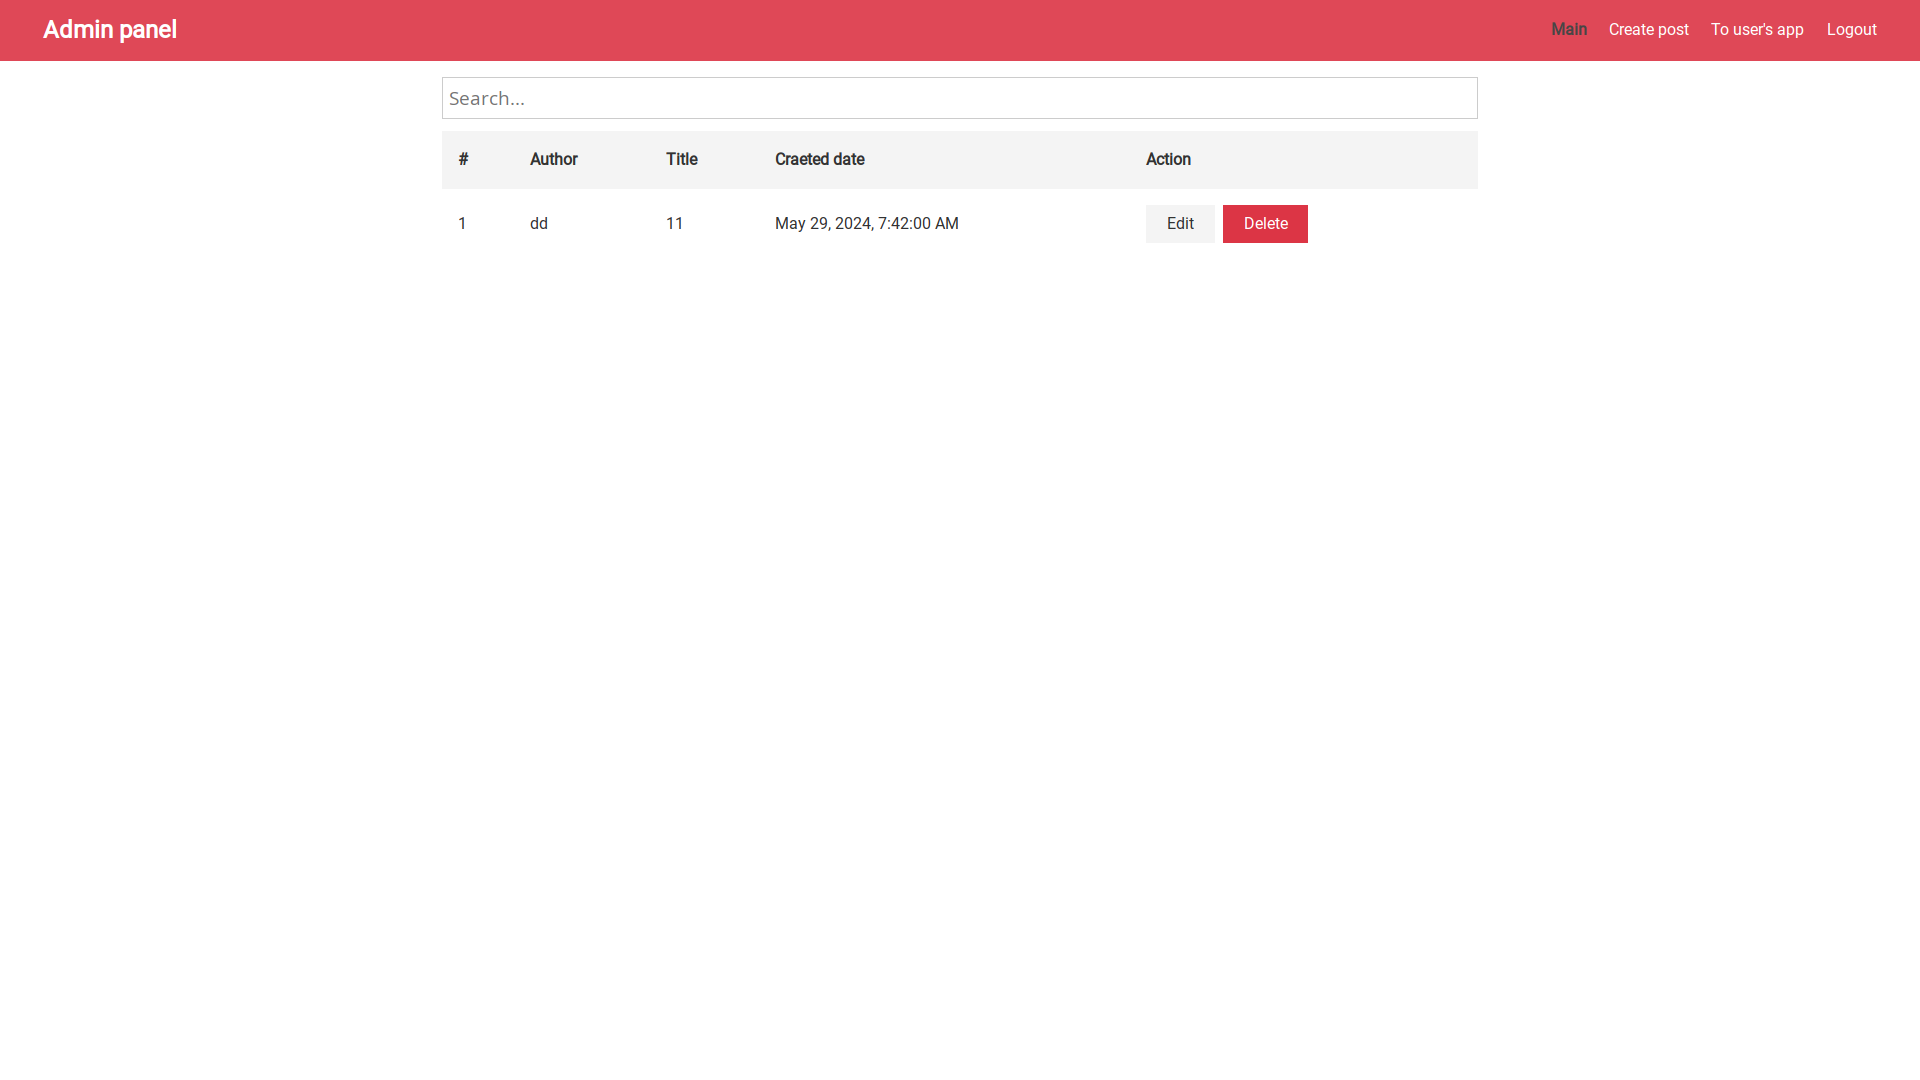 Admin panel Main Create post To user's app Logout
Search...
# Author Title Craeted date Action
1 dd 11 May 29, 2024, 7:42:00 AM Edit Delete